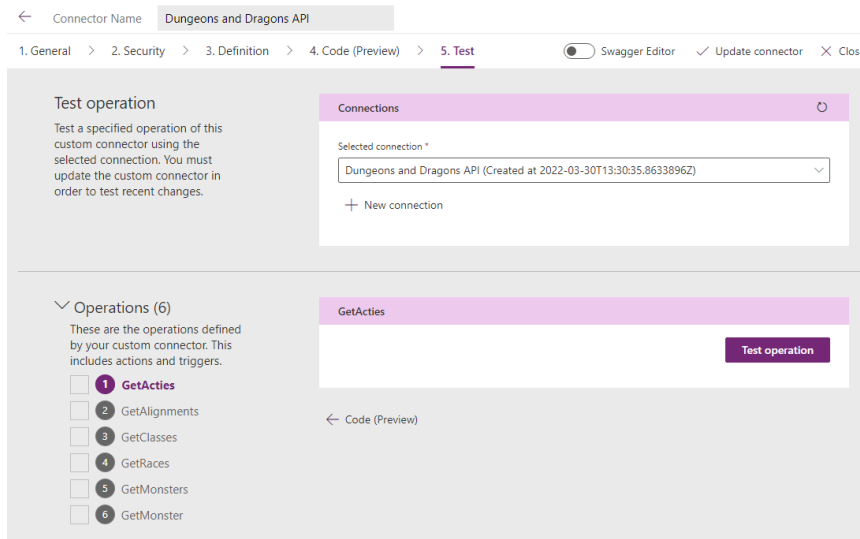 Connector Name Dungeons and Dragons API
1. General > 2. Security > 3. Definition > 4. Code (Preview) > 5. Test Swagger Editor Update connector Clos
Test operation
Test a specified operation of this
custom connector using the
selected connection. You must
update the custom connector in
order to test recent changes.
Connections
Selected connection *
Dungeons and Dragons API (Created at 2022-03-30T13:30:35.8633896Z)
+ New connection
Operations (6)
These are the operations defined
by your custom connector. This
includes actions and triggers.
1 GetActies
2 GetAlignments
3 GetClasses
4 GetRaces
5 GetMonsters
6 GetMonster
GetActies
Test operation
← Code (Preview)